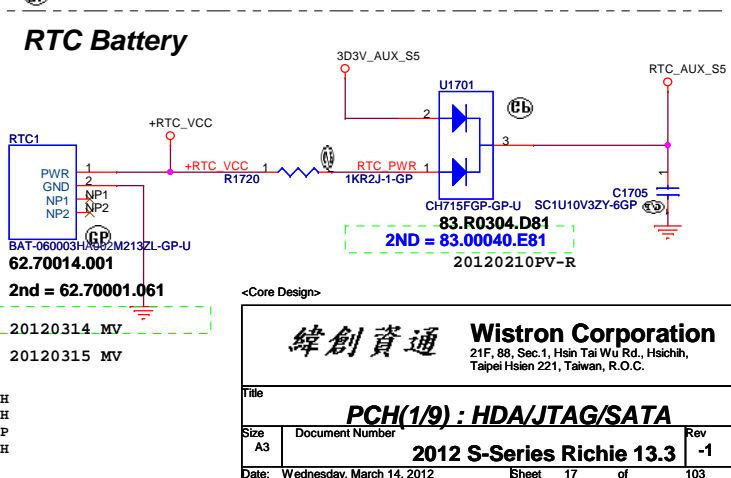 RTC Battery
3D3V_AUX_S5
RTC_AUX_S5
U1701
+RTC_VCC
RTC1
2
3
PWR 1
GND 2
NP1 NP1
NP2 NP2
+RTC_VCC 1
R1720
RTC_PWR 1
1KR2J-1-GP
1
C1705
SC1U10V3ZY-6GP
CH715FGP-GP-U
83.R0304.D81
2ND = 83.00040.E81
20120210PV-R
GP
BAT-060003HA002M213ZL-GP-U
62.70014.001
2nd = 62.70001.061
20120314 MV
20120315 MV
H
H
P
H
<Core Design>
緯創資通
Wistron Corporation
21F, 88, Sec.1, Hsin Tai Wu Rd., Hsichih,
Taipei Hsien 221, Taiwan, R.O.C.
Title
PCH(1/9) : HDA/JTAG/SATA
Size Document Number Rev
A3 2012 S-Series Richie 13.3 -1
Date: Wednesday, March 14, 2012 Sheet 17 of 103